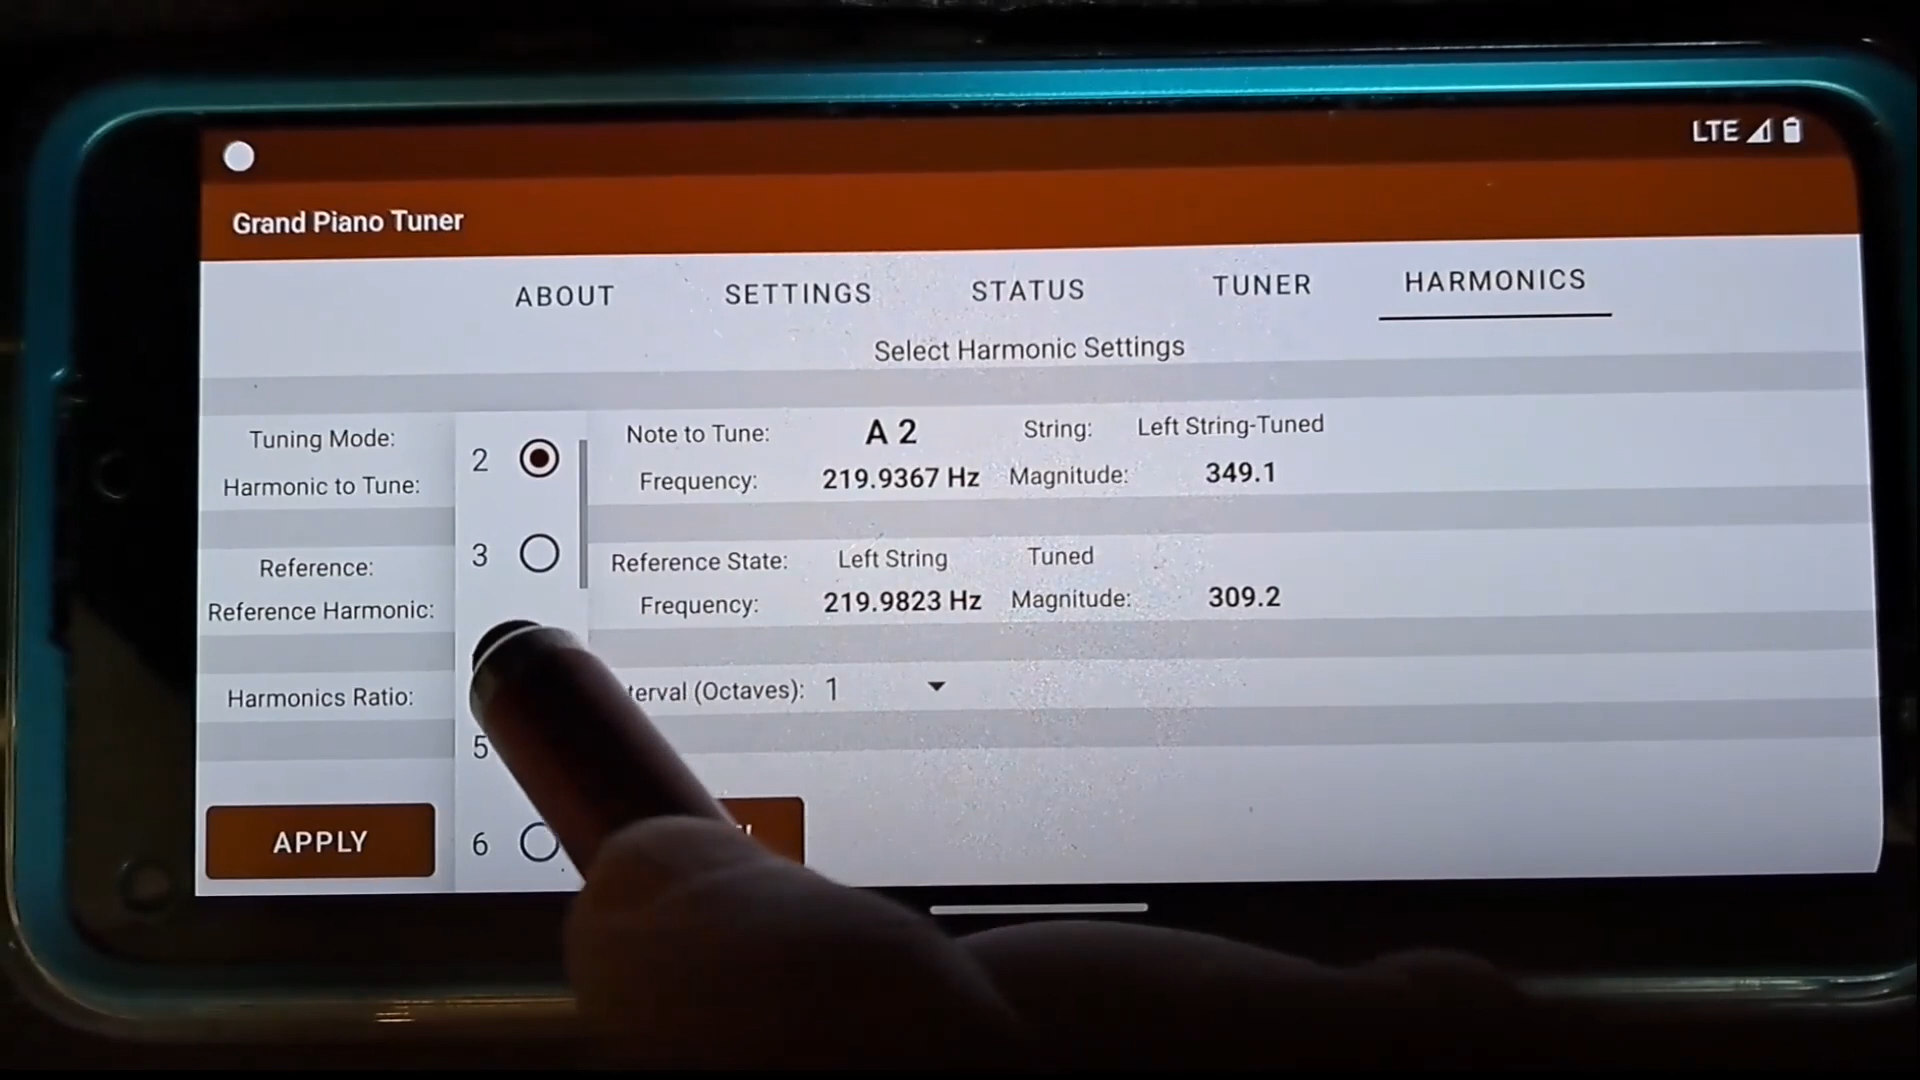 LTE
Grand Piano Tuner
ABOUT SETTINGS STATUS TUNER HARMONICS
Select Harmonic Settings
Tuning Mode: 2 Note to Tune: A 2 String: Left String-Tuned
Harmonic to Tune: Frequency: 219.9367 Hz Magnitude: 349.1
Reference: 3 Reference State: Left String Tuned
Reference Harmonic: Frequency: 219.9823 Hz Magnitude: 309.2
Harmonics Ratio: terval (Octaves): 1
5
APPLY 6